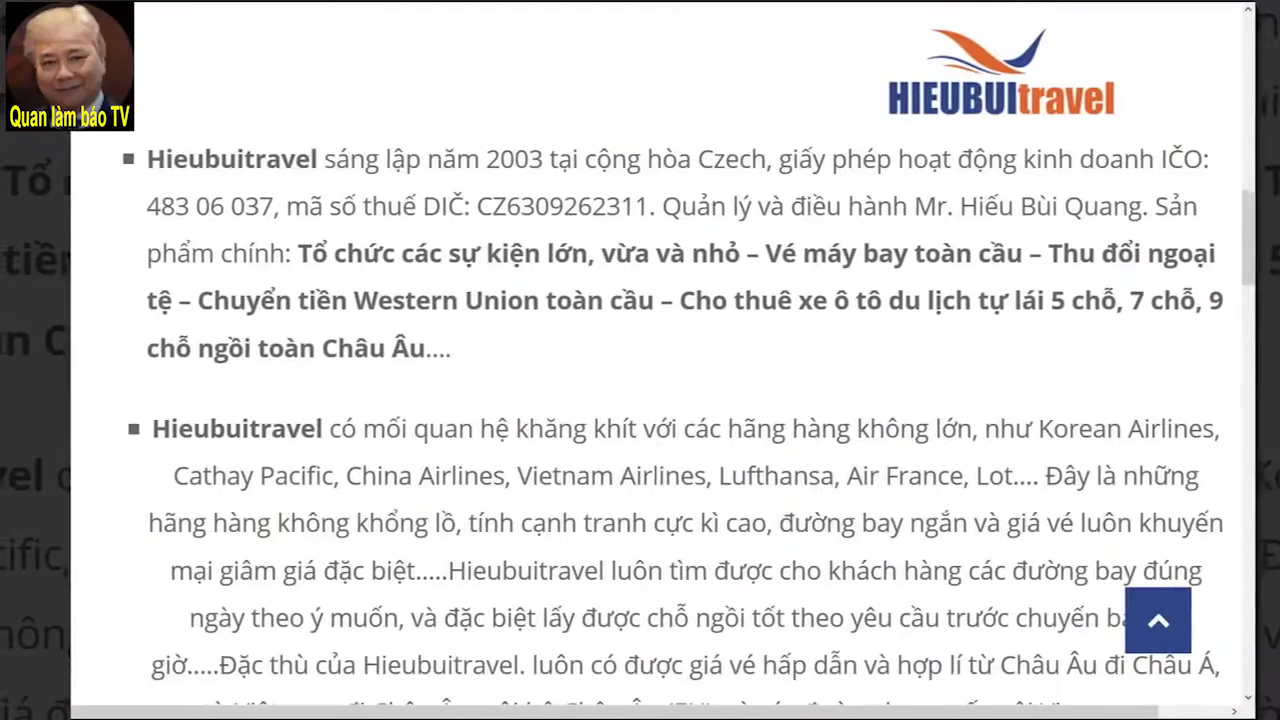 Quan làm báo TV
HIEUBUItravel
Hieubuitravel sáng lập năm 2003 tại cộng hòa Czech, giấy phép hoạt động kinh doanh IČO:
483 06 037, mã số thuế DIČ: CZ6309262311. Quản lý và điều hành Mr. Hiếu Bùi Quang. Sản
phẩm chính: Tổ chức các sự kiện lớn, vừa và nhỏ – Vé máy bay toàn cầu – Thu đổi ngoại
tệ – Chuyển tiền Western Union toàn cầu – Cho thuê xe ô tô du lịch tự lái 5 chỗ, 7 chỗ, 9
chỗ ngồi toàn Châu Âu....
Hieubuitravel có mối quan hệ khăng khít với các hãng hàng không lớn, như Korean Airlines,
Cathay Pacific, China Airlines, Vietnam Airlines, Lufthansa, Air France, Lot.... Đây là những
hãng hàng không khổng lồ, tính cạnh tranh cực kì cao, đường bay ngắn và giá vé luôn khuyến
mại giâm giá đặc biệt.....Hieubuitravel luôn tìm được cho khách hàng các đường bay đúng
ngày theo ý muốn, và đặc biệt lấy được chỗ ngồi tốt theo yêu cầu trước chuyến
giờ.....Đặc thù của Hieubuitravel. luôn có được giá vé hấp dẫn và hợp lí từ Châu Âu đi Châu Á,